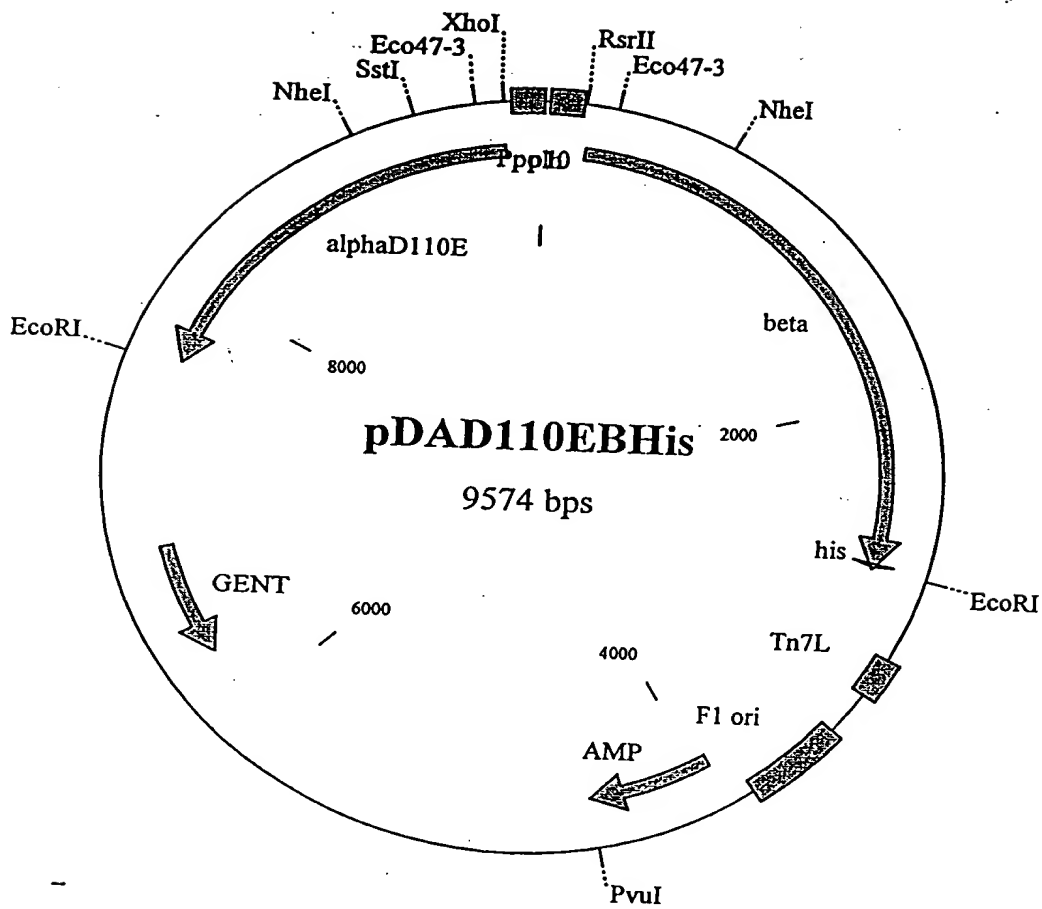 XhoI
RsrII
Eco47-3
Eco47-3
SstI
NheI
NheI
alphaD110E
beta
EcoRI
8000
pDAD110EBHis
2000
9574 bps
his
EcoRI
GENT
6000
Tn7L
4000
F1 ori
AMP
PvuI